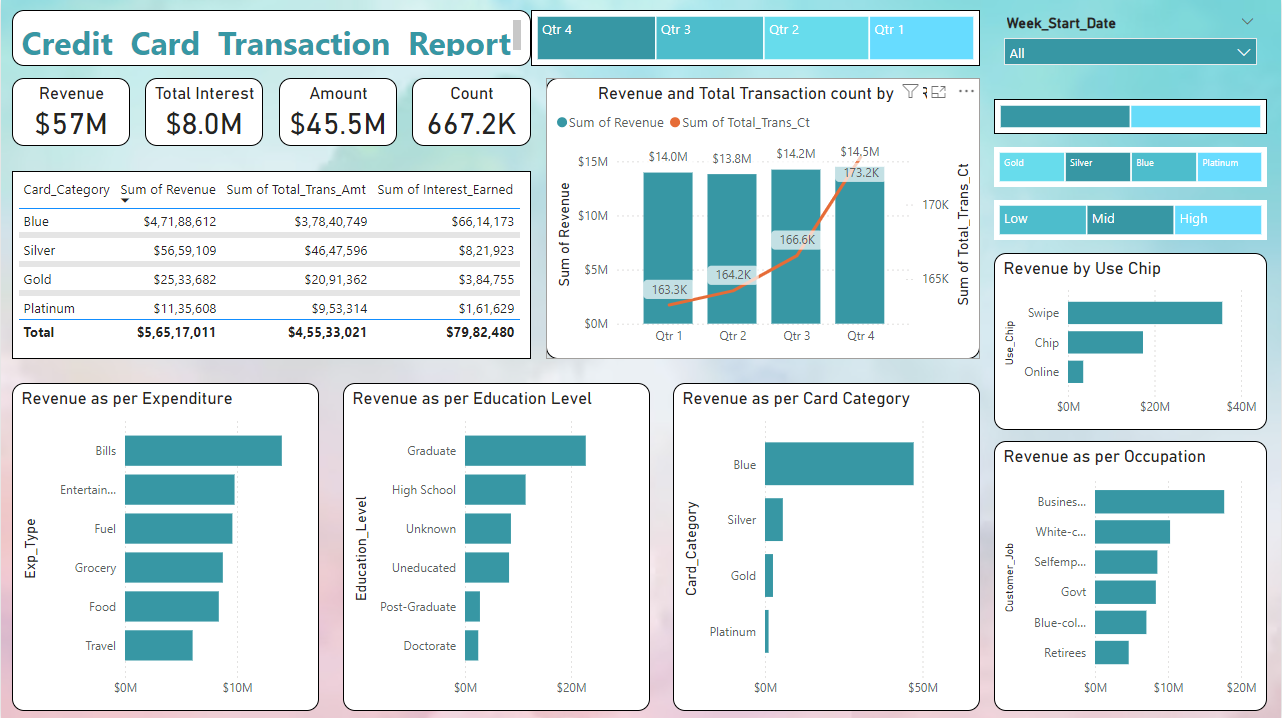 Credit Card Transaction Report
Qtr 4 Qtr 3 Qtr 2 Qtr 1
Week_Start_Date
All
Revenue
$57M
Total Interest
$8.0M
Amount
$45.5M
Count
667.2K
Gold Silver Blue Platinum
Low Mid High
Card_Category Sum of Revenue Sum of Total_Trans_Amt Sum of Interest_Earned
Blue $4,71,88,612 $3,78,40,749 $66,14,173
Silver $56,59,109 $46,47,596 $8,21,923
Gold $25,33,682 $20,91,362 $3,84,755
Platinum $11,35,608 $9,53,314 $1,61,629
Total $5,65,17,011 $4,55,33,021 $79,82,480
Revenue and Total Transaction count by
Sum of Revenue Sum of Total_Trans_Ct
Sum of Revenue
$15M
$10M
$5M
$0M
$14.0M $13.8M $14.2M $14.5M
163.3K 164.2K 166.6K 173.2K
170K
165K
Sum of Total_Trans_Ct
Qtr 1 Qtr 2 Qtr 3 Qtr 4
Revenue by Use Chip
Use_Chip
Swipe
Chip
Online
$0M $20M $40M
Revenue as per Expenditure
Exp_Type
Bills
Entertain...
Fuel
Grocery
Food
Travel
$0M $10M
Revenue as per Education Level
Education_Level
Graduate
High School
Unknown
Uneducated
Post-Graduate
Doctorate
$0M $20M
Revenue as per Card Category
Card_Category
Blue
Silver
Gold
Platinum
$0M $50M
Revenue as per Occupation
Customer_Job
Busines...
White-c...
Selfemp...
Govt
Blue-col...
Retirees
$0M $10M $20M